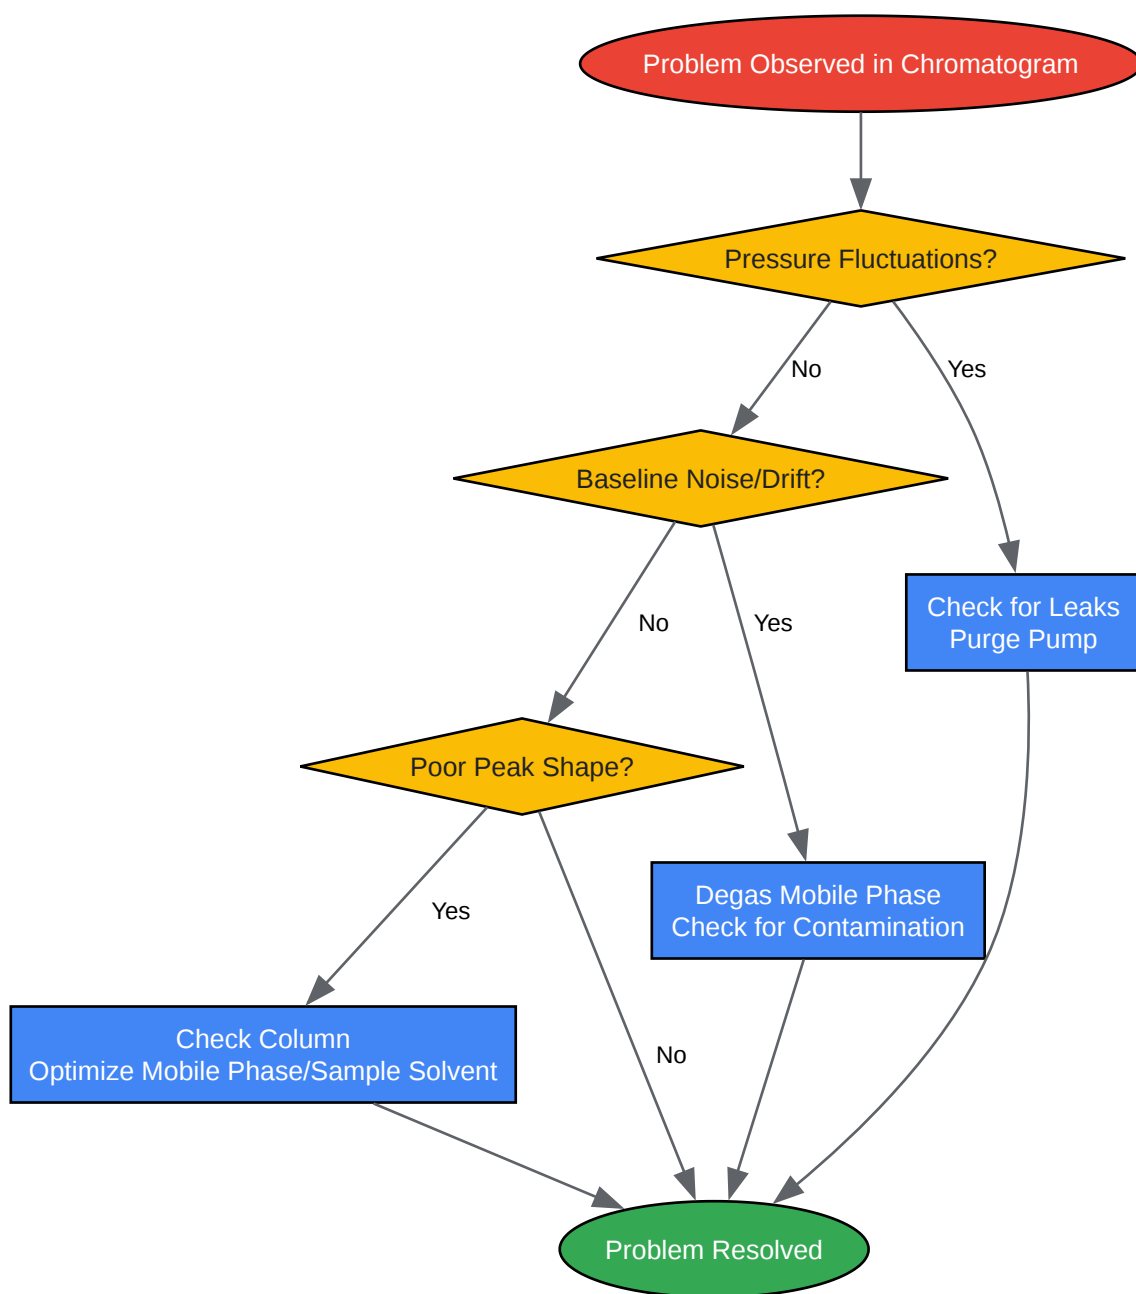 Problem Observed in Chromatogram
Pressure Fluctuations?
No
Yes
Baseline Noise/Drift?
Check for Leaks
Purge Pump
No
Yes
Poor Peak Shape?
Degas Mobile Phase
Check for Contamination
Yes
Check Column
Optimize Mobile Phase/Sample Solvent
No
Problem Resolved